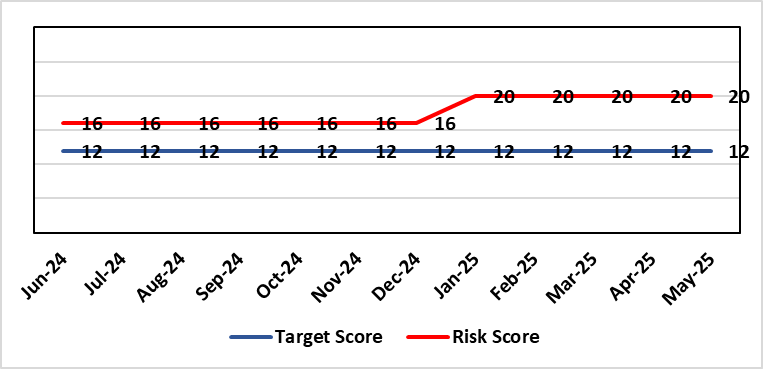 20 20 20 20 20
16 16 16 16 16 16 16
12 12 12 12 12 12 12 12 12 12 12 12
Jun-24 Jul-24 Aug-24 Sep-24 Oct-24 Nov-24 Dec-24 Jan-25 Feb-25 Mar-25 Apr-25 May-25
Target Score Risk Score